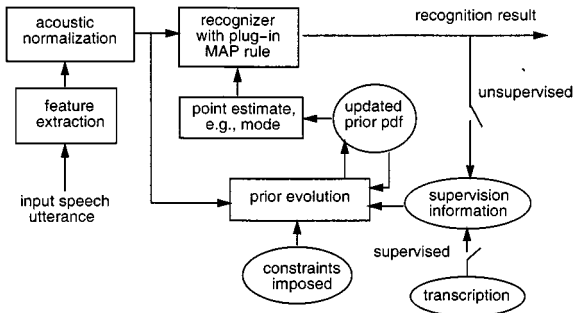 acoustic
normalization
recognizer
with plug-in
MAP rule
recognition result
feature
extraction
point estimate,
e.g., mode
updated
prior pdf
unsupervised
input speech
utterance
prior evolution
supervision
information
constraints
imposed
supervised
transcription